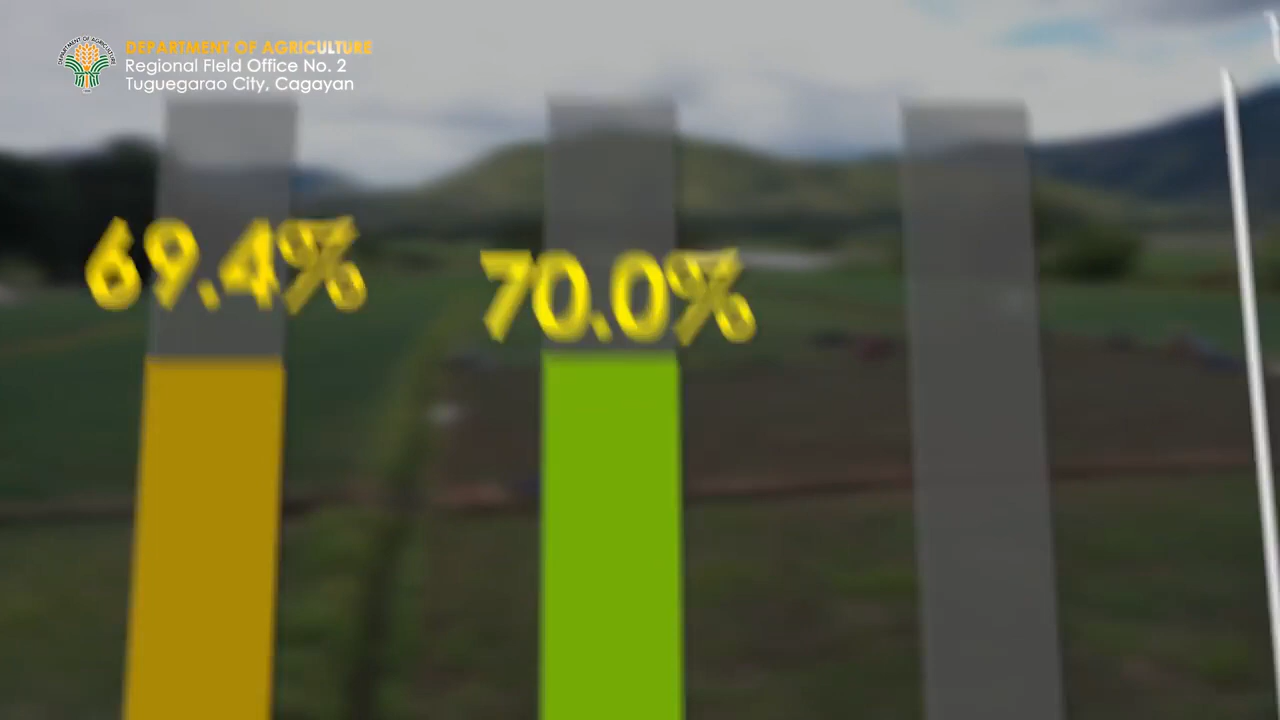 DEPARTMENT OF AGRICULTURE
Regional Field Office No. 2
Tuguegarao City, Cagayan
69.4%
70.0%